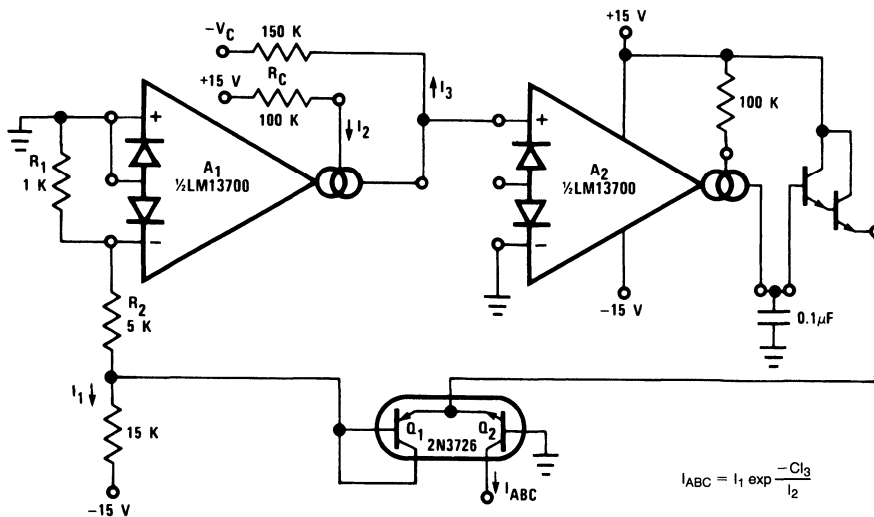 −V_C
150 K
+15 V
R_C
100 K
I_3
I_2
+
A_1
½LM13700
−
R_1
1 K
R_2
5 K
I_1
15 K
−15 V
+15 V
100 K
+
A_2
½LM13700
−
−15 V
0.1μF
Q_1
Q_2
2N3726
I_ABC
I_ABC = I_1 exp −CI_3 / I_2